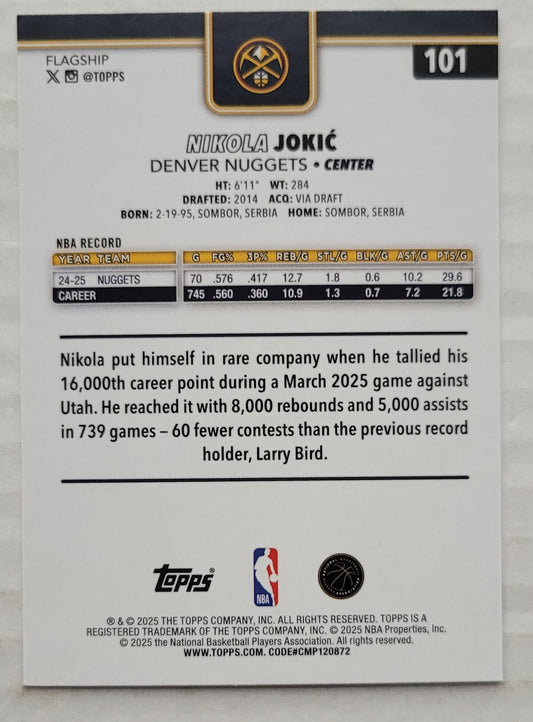 FLAGSHIP
X @TOPPS
101
NIKOLA JOKIĆ
DENVER NUGGETS • CENTER
HT: 6'11" WT: 284
DRAFTED: 2014 ACQ: VIA DRAFT
BORN: 2-19-95, SOMBOR, SERBIA HOME: SOMBOR, SERBIA
NBA RECORD
YEAR TEAM G FG% 3P% REB/G STL/G BLK/G AST/G PTS/G
24-25 NUGGETS 70 .576 .417 12.7 1.8 0.6 10.2 29.6
CAREER 745 .560 .360 10.9 1.3 0.7 7.2 21.8
Nikola put himself in rare company when he tallied his
16,000th career point during a March 2025 game against
Utah. He reached it with 8,000 rebounds and 5,000 assists
in 739 games – 60 fewer contests than the previous record
holder, Larry Bird.
Topps
NBA
® & © 2025 THE TOPPS COMPANY, INC. ALL RIGHTS RESERVED. TOPPS IS A
REGISTERED TRADEMARK OF THE TOPPS COMPANY, INC. © 2025 NBA Properties, Inc.
© 2025 the National Basketball Players Association. All rights reserved.
WWW.TOPPS.COM. CODE#CMP120872